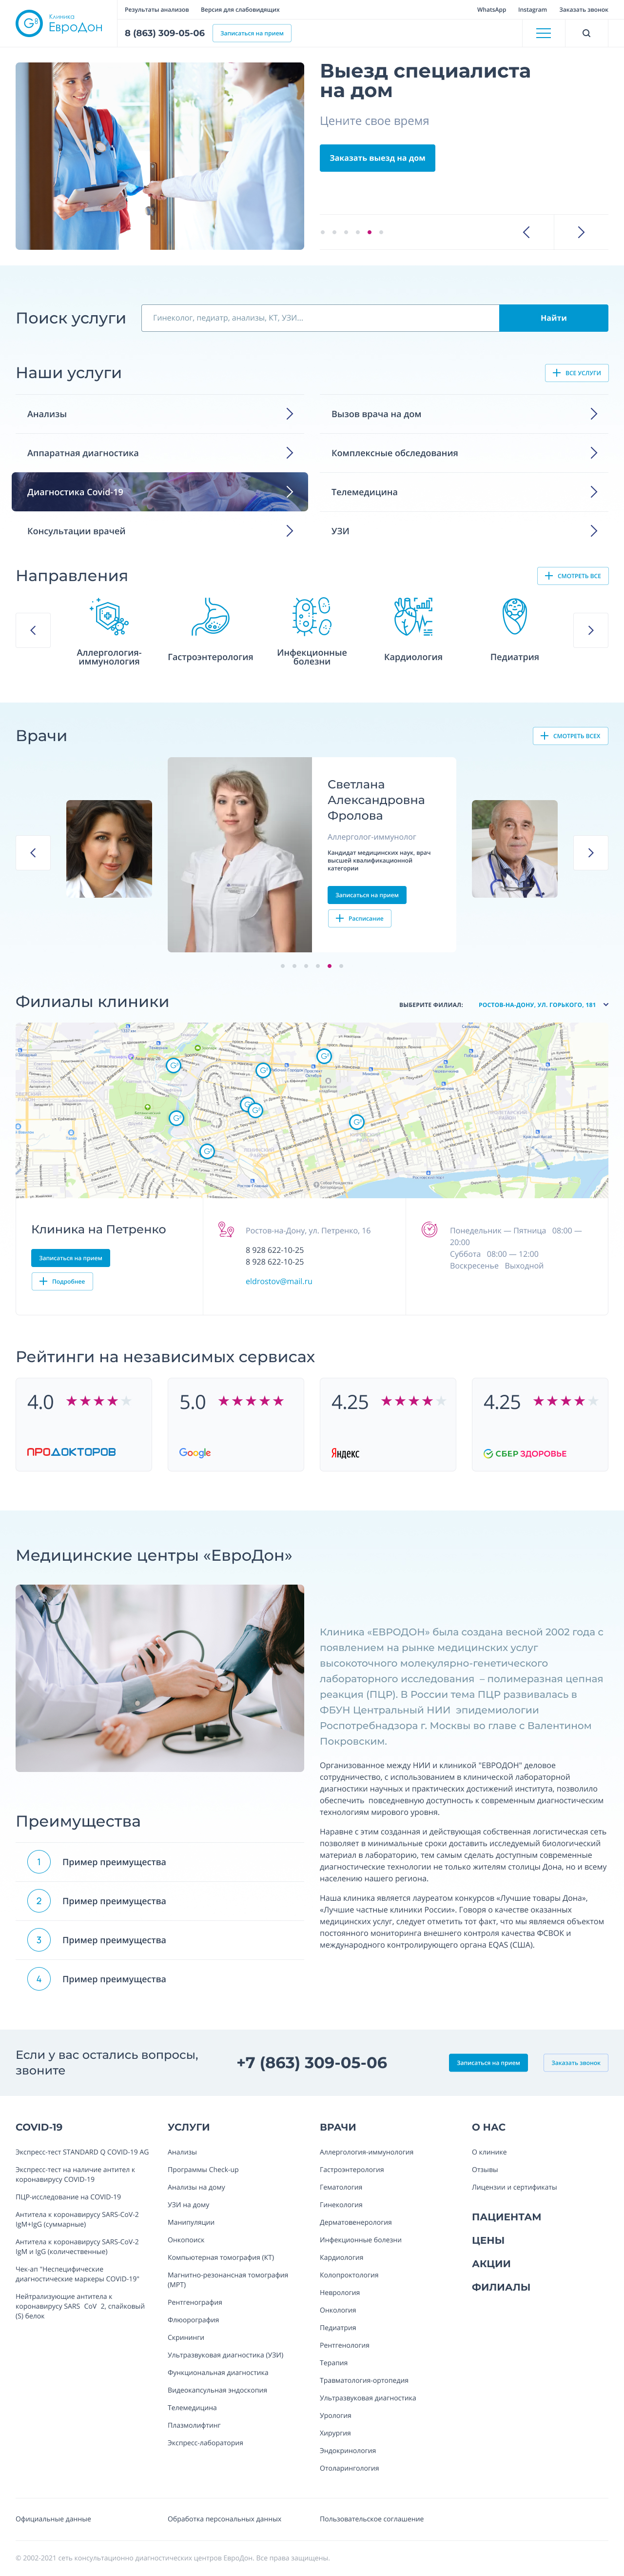 Клиника
ЕвроДон
Результаты анализов
Версия для слабовидящих
WhatsApp
Instagram
Заказать звонок
8 (863) 309-05-06
Записаться на прием
Выезд специалиста
на дом
Цените свое время
Заказать выезд на дом
Поиск услуги
Гинеколог, педиатр, анализы, КТ, УЗИ...
Найти
Наши услуги
ВСЕ УСЛУГИ
Анализы
Вызов врача на дом
Аппаратная диагностика
Комплексные обследования
Диагностика Covid-19
Телемедицина
Консультации врачей
УЗИ
Направления
СМОТРЕТЬ ВСЕ
Аллергология-
иммунология
Гастроэнтерология
Инфекционные
болезни
Кардиология
Педиатрия
Врачи
СМОТРЕТЬ ВСЕХ
Светлана
Александровна
Фролова
Аллерголог-иммунолог
Кандидат медицинских наук, врач
высшей квалификационной
категории
Записаться на прием
Расписание
Филиалы клиники
ВЫБЕРИТЕ ФИЛИАЛ:
РОСТОВ-НА-ДОНУ, УЛ. ГОРЬКОГО, 181
Клиника на Петренко
Записаться на прием
Подробнее
Ростов-на-Дону, ул. Петренко, 16
8 928 622-10-25
8 928 622-10-25
eldrostov@mail.ru
Понедельник — Пятница 08:00 —
20:00
Суббота 08:00 — 12:00
Воскресенье Выходной
Рейтинги на независимых сервисах
4.0
ПРОДОКТОРОВ
5.0
Google
4.25
Яндекс
4.25
СБЕР ЗДОРОВЬЕ
Медицинские центры «ЕвроДон»
Клиника «ЕВРОДОН» была создана весной 2002 года с
появлением на рынке медицинских услуг
высокоточного молекулярно-генетического
лабораторного исследования – полимеразная цепная
реакция (ПЦР). В России тема ПЦР развивалась в
ФБУН Центральный НИИ эпидемиологии
Роспотребнадзора г. Москвы во главе с Валентином
Покровским.
Организованное между НИИ и клиникой "ЕВРОДОН" деловое
сотрудничество, с использованием в клинической лабораторной
диагностики научных и практических достижений института, позволило
обеспечить повседневную доступность к современным диагностическим
технологиям мирового уровня.
Наравне с этим созданная и действующая собственная логистическая сеть
позволяет в минимальные сроки доставить исследуемый биологический
материал в лабораторию, тем самым сделать доступным современные
диагностические технологии не только жителям столицы Дона, но и всему
населению нашего региона.
Наша клиника является лауреатом конкурсов «Лучшие товары Дона»,
«Лучшие частные клиники России». Говоря о качестве оказанных
медицинских услуг, следует отметить тот факт, что мы являемся объектом
постоянного мониторинга внешнего контроля качества ФСВОК и
международного контролирующего органа EQAS (США).
Преимущества
1 Пример преимущества
2 Пример преимущества
3 Пример преимущества
4 Пример преимущества
Если у вас остались вопросы,
звоните
+7 (863) 309-05-06
Записаться на прием
Заказать звонок
COVID-19
Экспресс-тест STANDARD Q COVID-19 AG
Экспресс-тест на наличие антител к
коронавирусу COVID-19
ПЦР-исследование на COVID-19
Антитела к коронавирусу SARS-CoV-2
IgM+IgG (суммарные)
Антитела к коронавирусу SARS-CoV-2
IgM и IgG (количественные)
Чек-ап "Неспецифические
диагностические маркеры COVID-19"
Нейтрализующие антитела к
коронавирусу SARS CoV 2, спайковый
(S) белок
УСЛУГИ
Анализы
Программы Check-up
Анализы на дому
УЗИ на дому
Манипуляции
Онкопоиск
Компьютерная томография (КТ)
Магнитно-резонансная томография
(МРТ)
Рентгенография
Флюорография
Скрининги
Ультразвуковая диагностика (УЗИ)
Функциональная диагностика
Видеокапсульная эндоскопия
Телемедицина
Плазмолифтинг
Экспресс-лаборатория
ВРАЧИ
Аллергология-иммунология
Гастроэнтерология
Гематология
Гинекология
Дерматовенерология
Инфекционные болезни
Кардиология
Колопроктология
Неврология
Онкология
Педиатрия
Рентгенология
Терапия
Травматология-ортопедия
Ультразвуковая диагностика
Урология
Хирургия
Эндокринология
Отоларингология
О НАС
О клинике
Отзывы
Лицензии и сертификаты
ПАЦИЕНТАМ
ЦЕНЫ
АКЦИИ
ФИЛИАЛЫ
Официальные данные
Обработка персональных данных
Пользовательское соглашение
© 2002-2021 сеть консультационно диагностических центров ЕвроДон. Все права защищены.